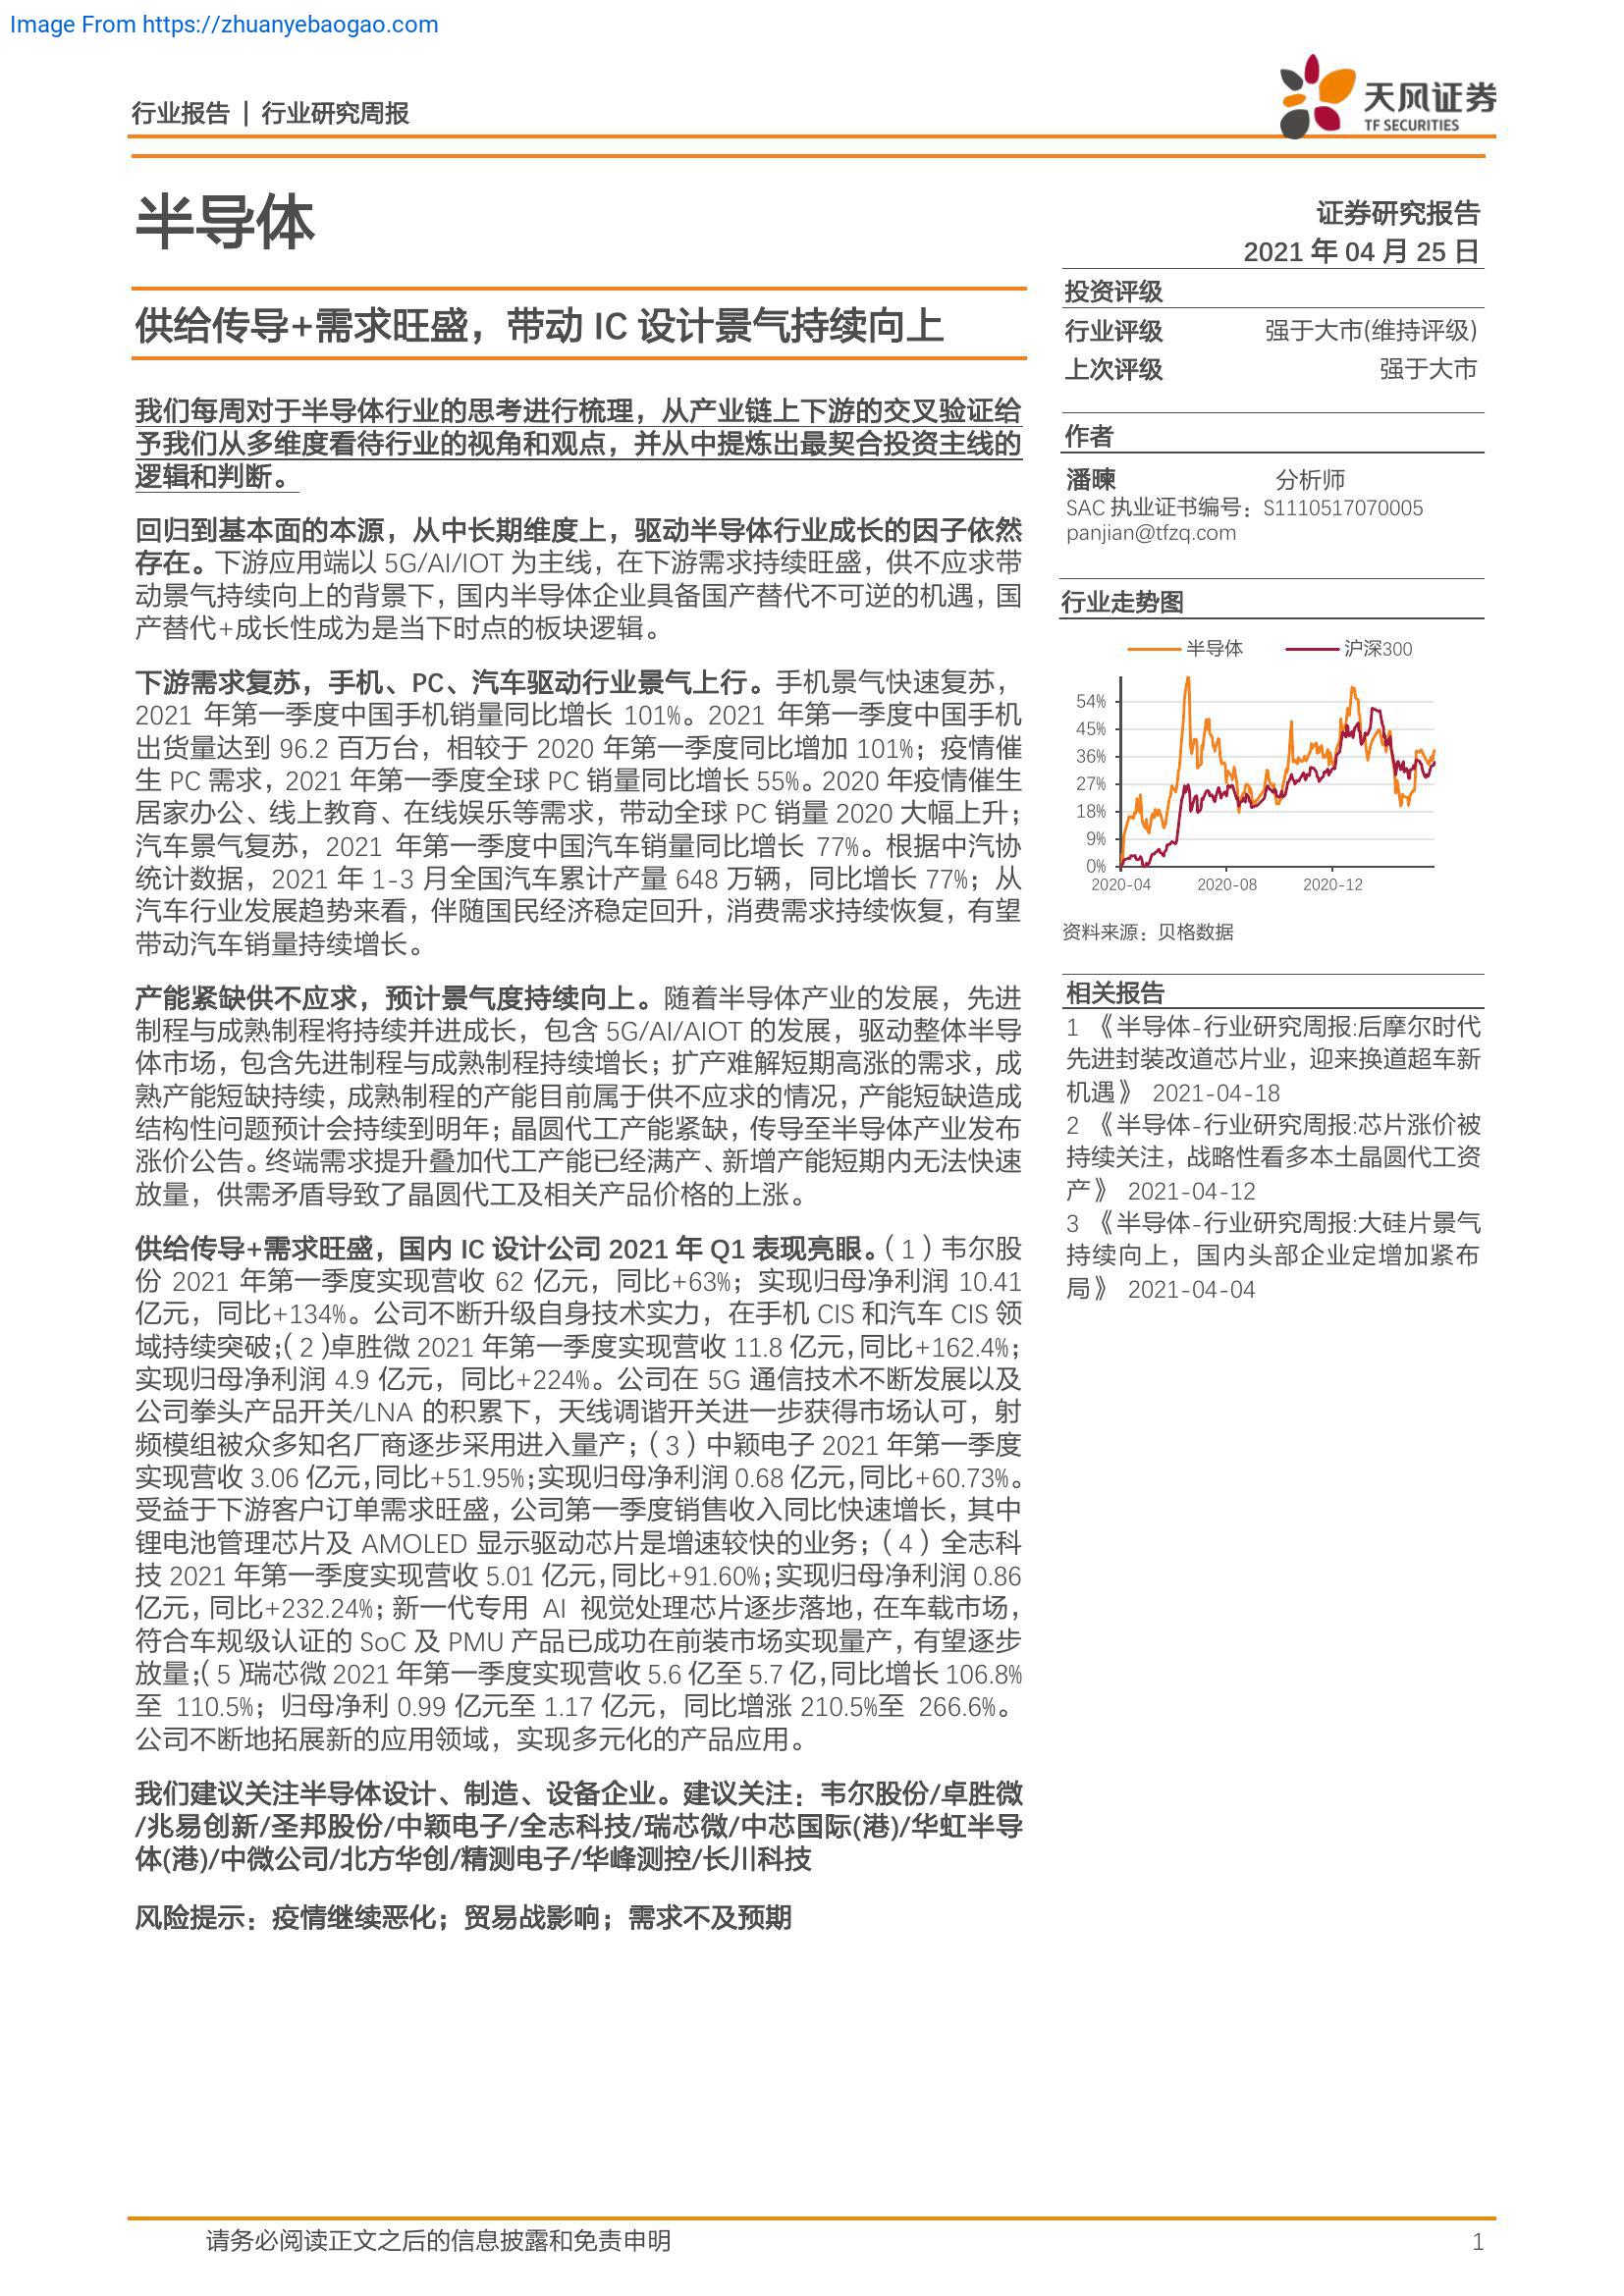 Image From https://zhuanyebaogao.com
行业报告 | 行业研究周报
天风证券
TF SECURITIES
半导体
证券研究报告
2021 年 04 月 25 日
供给传导+需求旺盛，带动 IC 设计景气持续向上
我们每周对于半导体行业的思考进行梳理，从产业链上下游的交叉验证给
予我们从多维度看待行业的视角和观点，并从中提炼出最契合投资主线的
逻辑和判断。
回归到基本面的本源，从中长期维度上，驱动半导体行业成长的因子依然
存在。下游应用端以 5G/AI/IOT 为主线，在下游需求持续旺盛，供不应求带
动景气持续向上的背景下，国内半导体企业具备国产替代不可逆的机遇，国
产替代+成长性成为是当下时点的板块逻辑。
下游需求复苏，手机、PC、汽车驱动行业景气上行。手机景气快速复苏，
2021 年第一季度中国手机销量同比增长 101%。2021 年第一季度中国手机
出货量达到 96.2 百万台，相较于 2020 年第一季度同比增加 101%；疫情催
生 PC 需求，2021 年第一季度全球 PC 销量同比增长 55%。2020 年疫情催生
居家办公、线上教育、在线娱乐等需求，带动全球 PC 销量 2020 大幅上升；
汽车景气复苏，2021 年第一季度中国汽车销量同比增长 77%。根据中汽协
统计数据，2021 年 1-3 月全国汽车累计产量 648 万辆，同比增长 77%；从
汽车行业发展趋势来看，伴随国民经济稳定回升，消费需求持续恢复，有望
带动汽车销量持续增长。
产能紧缺供不应求，预计景气度持续向上。随着半导体产业的发展，先进
制程与成熟制程将持续并进成长，包含 5G/AI/AIOT 的发展，驱动整体半导
体市场，包含先进制程与成熟制程持续增长；扩产难解短期高涨的需求，成
熟产能短缺持续，成熟制程的产能目前属于供不应求的情况，产能短缺造成
结构性问题预计会持续到明年；晶圆代工产能紧缺，传导至半导体产业发布
涨价公告。终端需求提升叠加代工产能已经满产、新增产能短期内无法快速
放量，供需矛盾导致了晶圆代工及相关产品价格的上涨。
供给传导+需求旺盛，国内 IC 设计公司 2021 年 Q1 表现亮眼。（1）韦尔股
份 2021 年第一季度实现营收 62 亿元，同比+63%；实现归母净利润 10.41
亿元，同比+134%。公司不断升级自身技术实力，在手机 CIS 和汽车 CIS 领
域持续突破；（2）卓胜微 2021 年第一季度实现营收 11.8 亿元，同比+162.4%；
实现归母净利润 4.9 亿元，同比+224%。公司在 5G 通信技术不断发展以及
公司拳头产品开关/LNA 的积累下，天线调谐开关进一步获得市场认可，射
频模组被众多知名厂商逐步采用进入量产；（3）中颖电子 2021 年第一季度
实现营收 3.06 亿元，同比+51.95%；实现归母净利润 0.68 亿元，同比+60.73%。
受益于下游客户订单需求旺盛，公司第一季度销售收入同比快速增长，其中
锂电池管理芯片及 AMOLED 显示驱动芯片是增速较快的业务；（4）全志科
技 2021 年第一季度实现营收 5.01 亿元，同比+91.60%；实现归母净利润 0.86
亿元，同比+232.24%；新一代专用 AI 视觉处理芯片逐步落地，在车载市场，
符合车规级认证的 SoC 及 PMU 产品已成功在前装市场实现量产，有望逐步
放量；（5）瑞芯微 2021 年第一季度实现营收 5.6 亿至 5.7 亿，同比增长 106.8%
至 110.5%；归母净利 0.99 亿元至 1.17 亿元，同比增涨 210.5%至 266.6%。
公司不断地拓展新的应用领域，实现多元化的产品应用。
我们建议关注半导体设计、制造、设备企业。建议关注：韦尔股份/卓胜微
/兆易创新/圣邦股份/中颖电子/全志科技/瑞芯微/中芯国际(港)/华虹半导
体(港)/中微公司/北方华创/精测电子/华峰测控/长川科技
风险提示：疫情继续恶化；贸易战影响；需求不及预期
投资评级
行业评级 强于大市(维持评级)
上次评级 强于大市
作者
潘暕 分析师
SAC 执业证书编号：S1110517070005
panjian@tfzq.com
行业走势图
半导体 沪深300
54%
45%
36%
27%
18%
9%
0%
2020-04 2020-08 2020-12
资料来源：贝格数据
相关报告
1 《半导体-行业研究周报:后摩尔时代
先进封装改道芯片业，迎来换道超车新
机遇》 2021-04-18
2 《半导体-行业研究周报:芯片涨价被
持续关注，战略性看多本土晶圆代工资
产》 2021-04-12
3 《半导体-行业研究周报:大硅片景气
持续向上，国内头部企业定增加紧布
局》 2021-04-04
请务必阅读正文之后的信息披露和免责申明 1